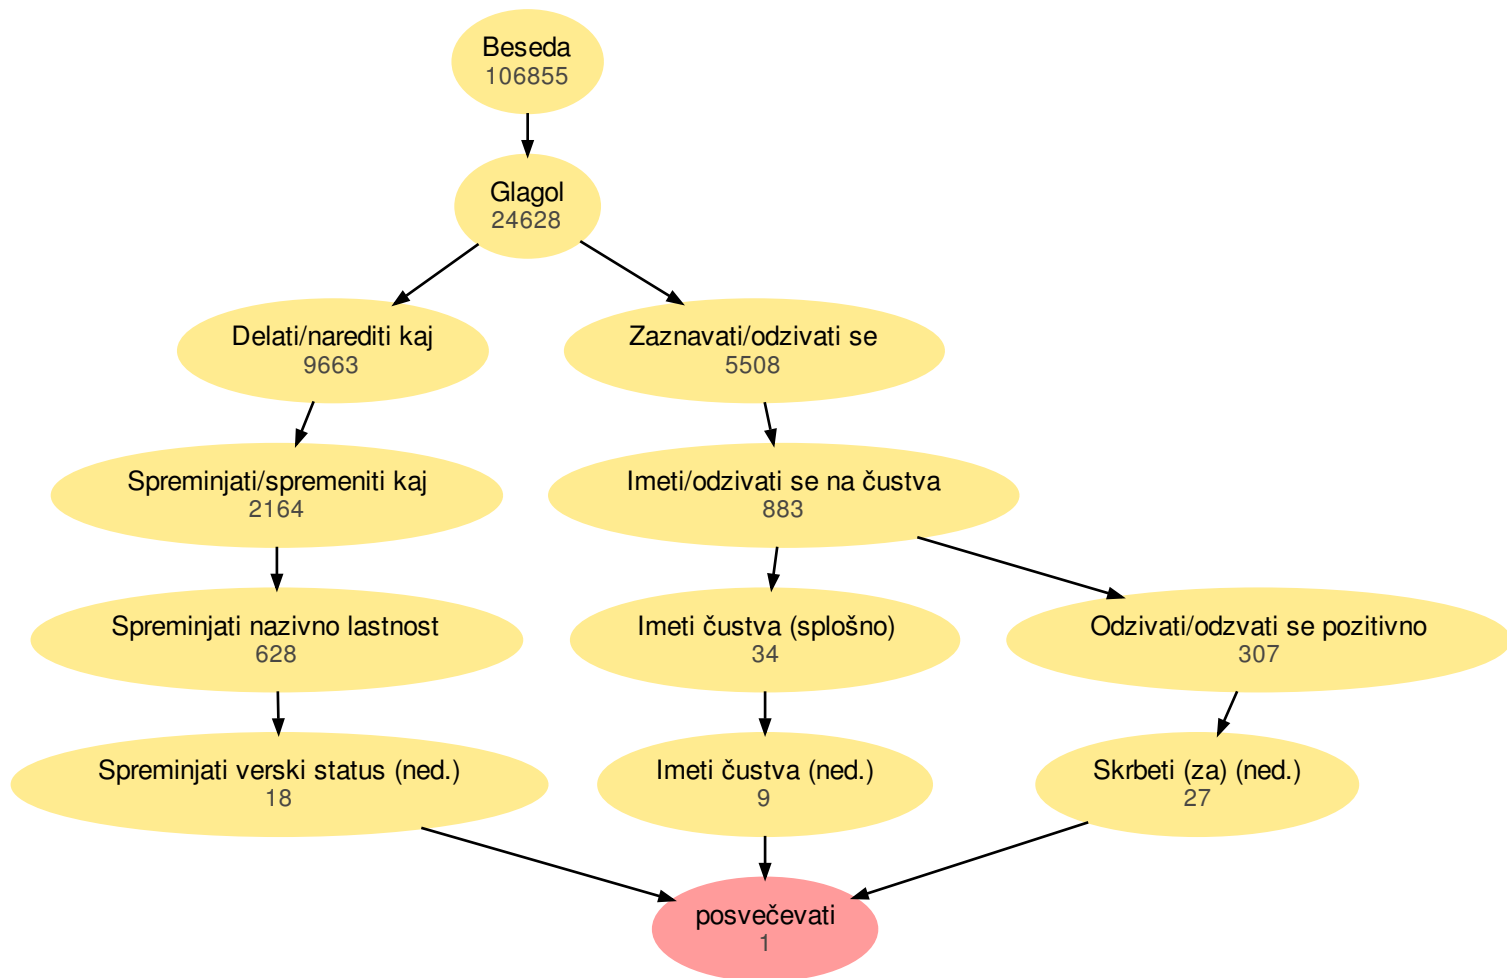 Beseda
106855
Glagol
24628
Delati/narediti kaj
9663
Zaznavati/odzivati se
5508
Spreminjati/spremeniti kaj
2164
Imeti/odzivati se na čustva
883
Spreminjati nazivno lastnost
628
Imeti čustva (splošno)
34
Odzivati/odzvati se pozitivno
307
Spreminjati verski status (ned.)
18
Imeti čustva (ned.)
9
Skrbeti (za) (ned.)
27
posvečevati
1